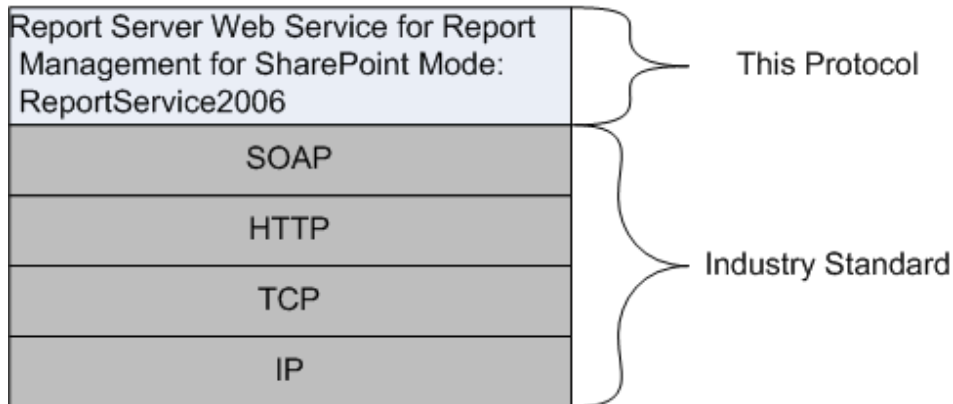 Report Server Web Service for Report
Management for SharePoint Mode:
ReportService2006
This Protocol
SOAP
HTTP
TCP
IP
Industry Standard